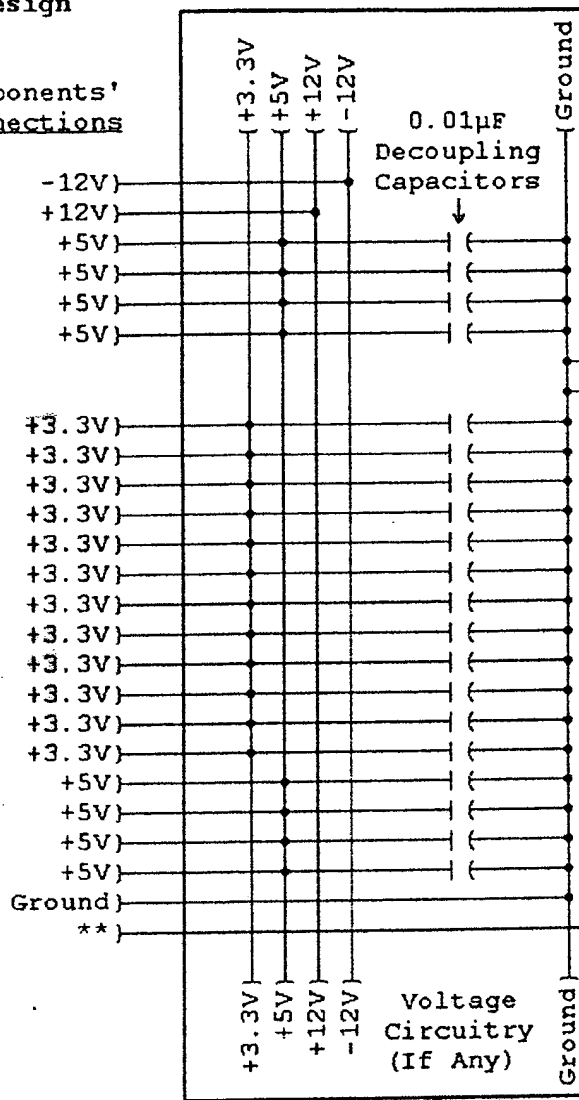 esign
ponents'
nections
(+3.3V
(+5V
(+12V
(-12V
(Ground
0.01µF
Decoupling
Capacitors
-12V}
+12V}
+5V}
+5V}
+5V}
+5V}
+3.3V}
+3.3V}
+3.3V}
+3.3V}
+3.3V}
+3.3V}
+3.3V}
+3.3V}
+3.3V}
+3.3V}
+3.3V}
+3.3V}
+5V}
+5V}
+5V}
+5V}
Ground}
**}
+3.3V}
+5V}
+12V}
-12V}
Voltage
Circuitry
(If Any)
Ground}